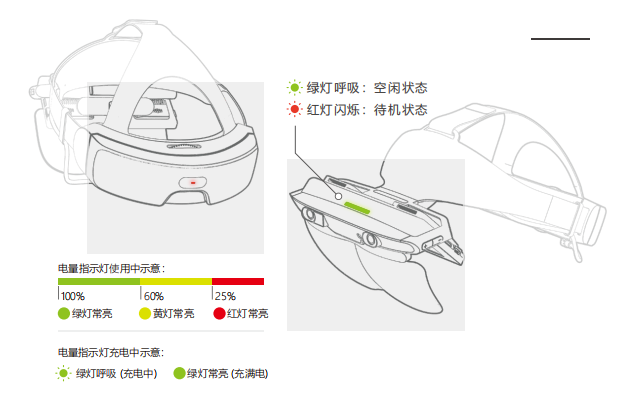 绿灯呼吸：空闲状态
红灯闪烁：待机状态
电量指示灯使用中示意：
100% 60% 25%
绿灯常亮 黄灯常亮 红灯常亮
电量指示灯充电中示意：
绿灯呼吸 (充电中) 绿灯常亮 (充满电)